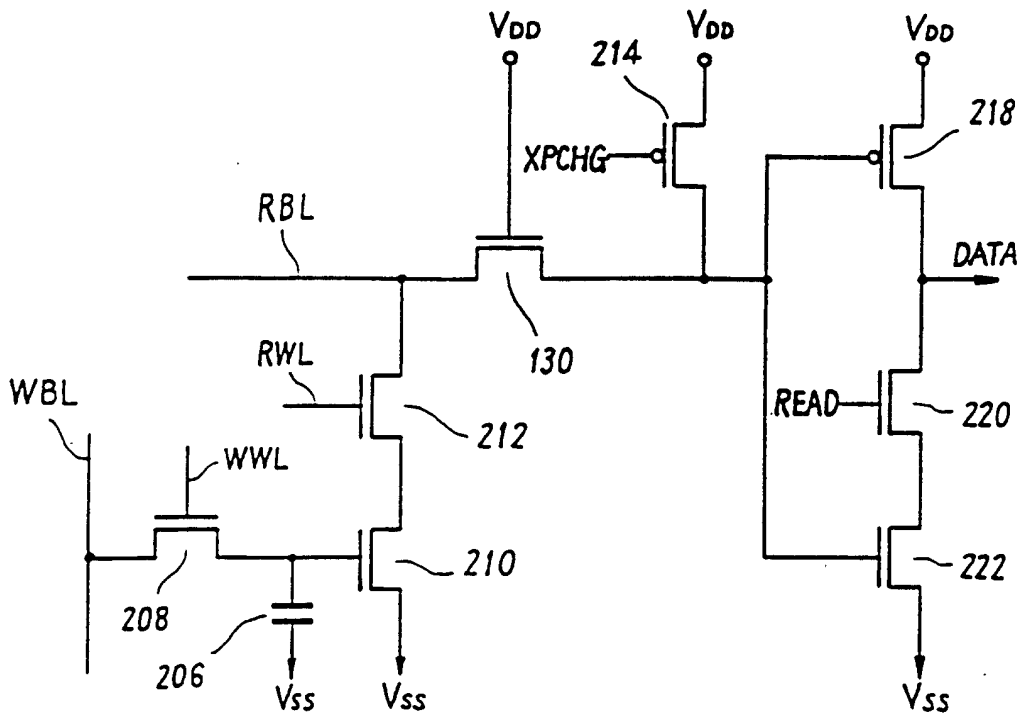 VDD
VDD
VDD
214
218
XPCHG
RBL
DATA
130
RWL
WBL
READ
220
212
WWL
210
222
208
206
VSS
VSS
VSS